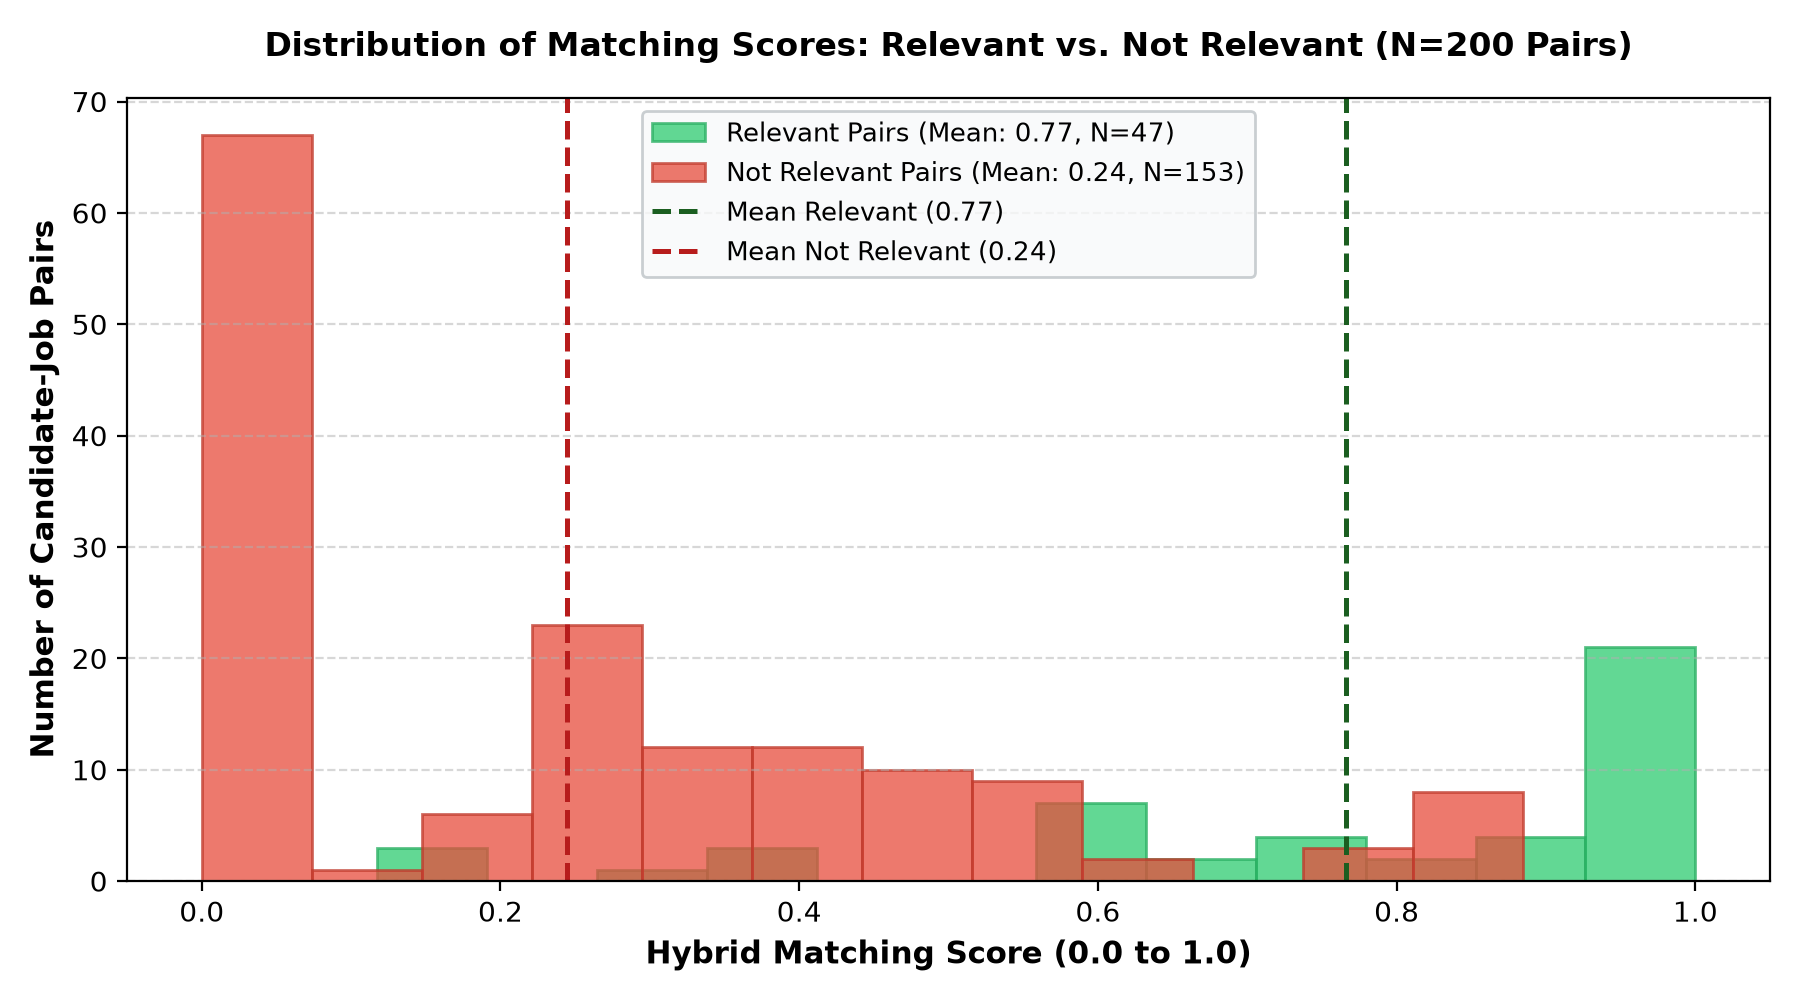 Distribution of Matching Scores: Relevant vs. Not Relevant (N=200 Pairs)
Relevant Pairs (Mean: 0.77, N=47)
Not Relevant Pairs (Mean: 0.24, N=153)
Mean Relevant (0.77)
Mean Not Relevant (0.24)
Number of Candidate-Job Pairs
70
60
50
40
30
20
10
0
0.0 0.2 0.4 0.6 0.8 1.0
Hybrid Matching Score (0.0 to 1.0)